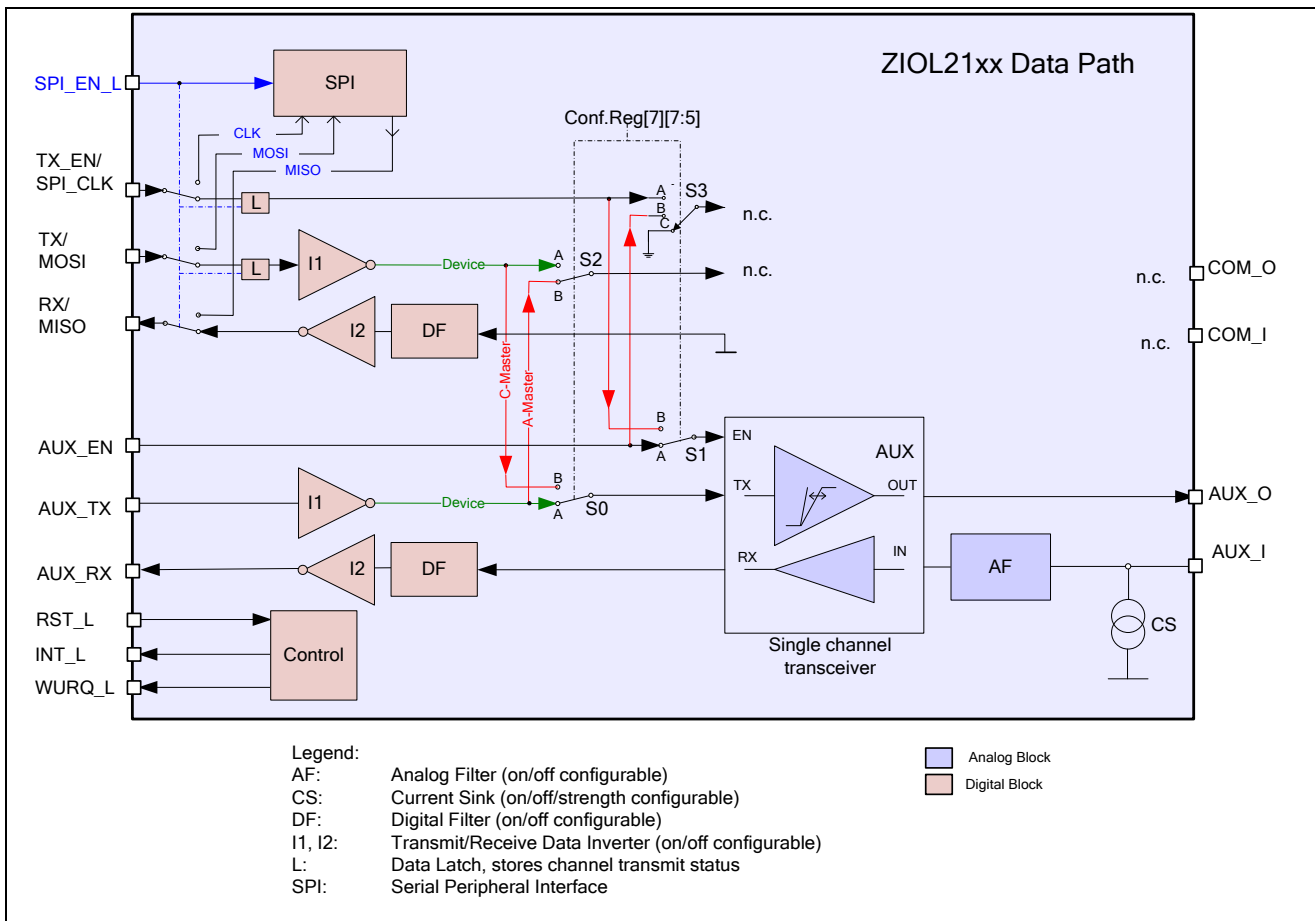 ZIOL21xx Data Path
SPI_EN_L
SPI
Conf.Reg[7][7:5]
CLK
MOSI
MISO
TX_EN/
SPI_CLK
L
A
B
C
S3
n.c.
TX/
MOSI
L
I1
Device
A
B
S2
n.c.
n.c.
COM_O
RX/
MISO
I2
DF
n.c.
COM_I
C-Master
A-Master
AUX_EN
B
A
S1
EN
AUX
AUX_TX
I1
Device
B
A
S0
TX
OUT
AUX_O
AUX_RX
I2
DF
RX
IN
AF
AUX_I
CS
RST_L
INT_L
WURQ_L
Control
Single channel
transceiver
Legend:
AF: Analog Filter (on/off configurable)
CS: Current Sink (on/off/strength configurable)
DF: Digital Filter (on/off configurable)
I1, I2: Transmit/Receive Data Inverter (on/off configurable)
L: Data Latch, stores channel transmit status
SPI: Serial Peripheral Interface
Analog Block
Digital Block